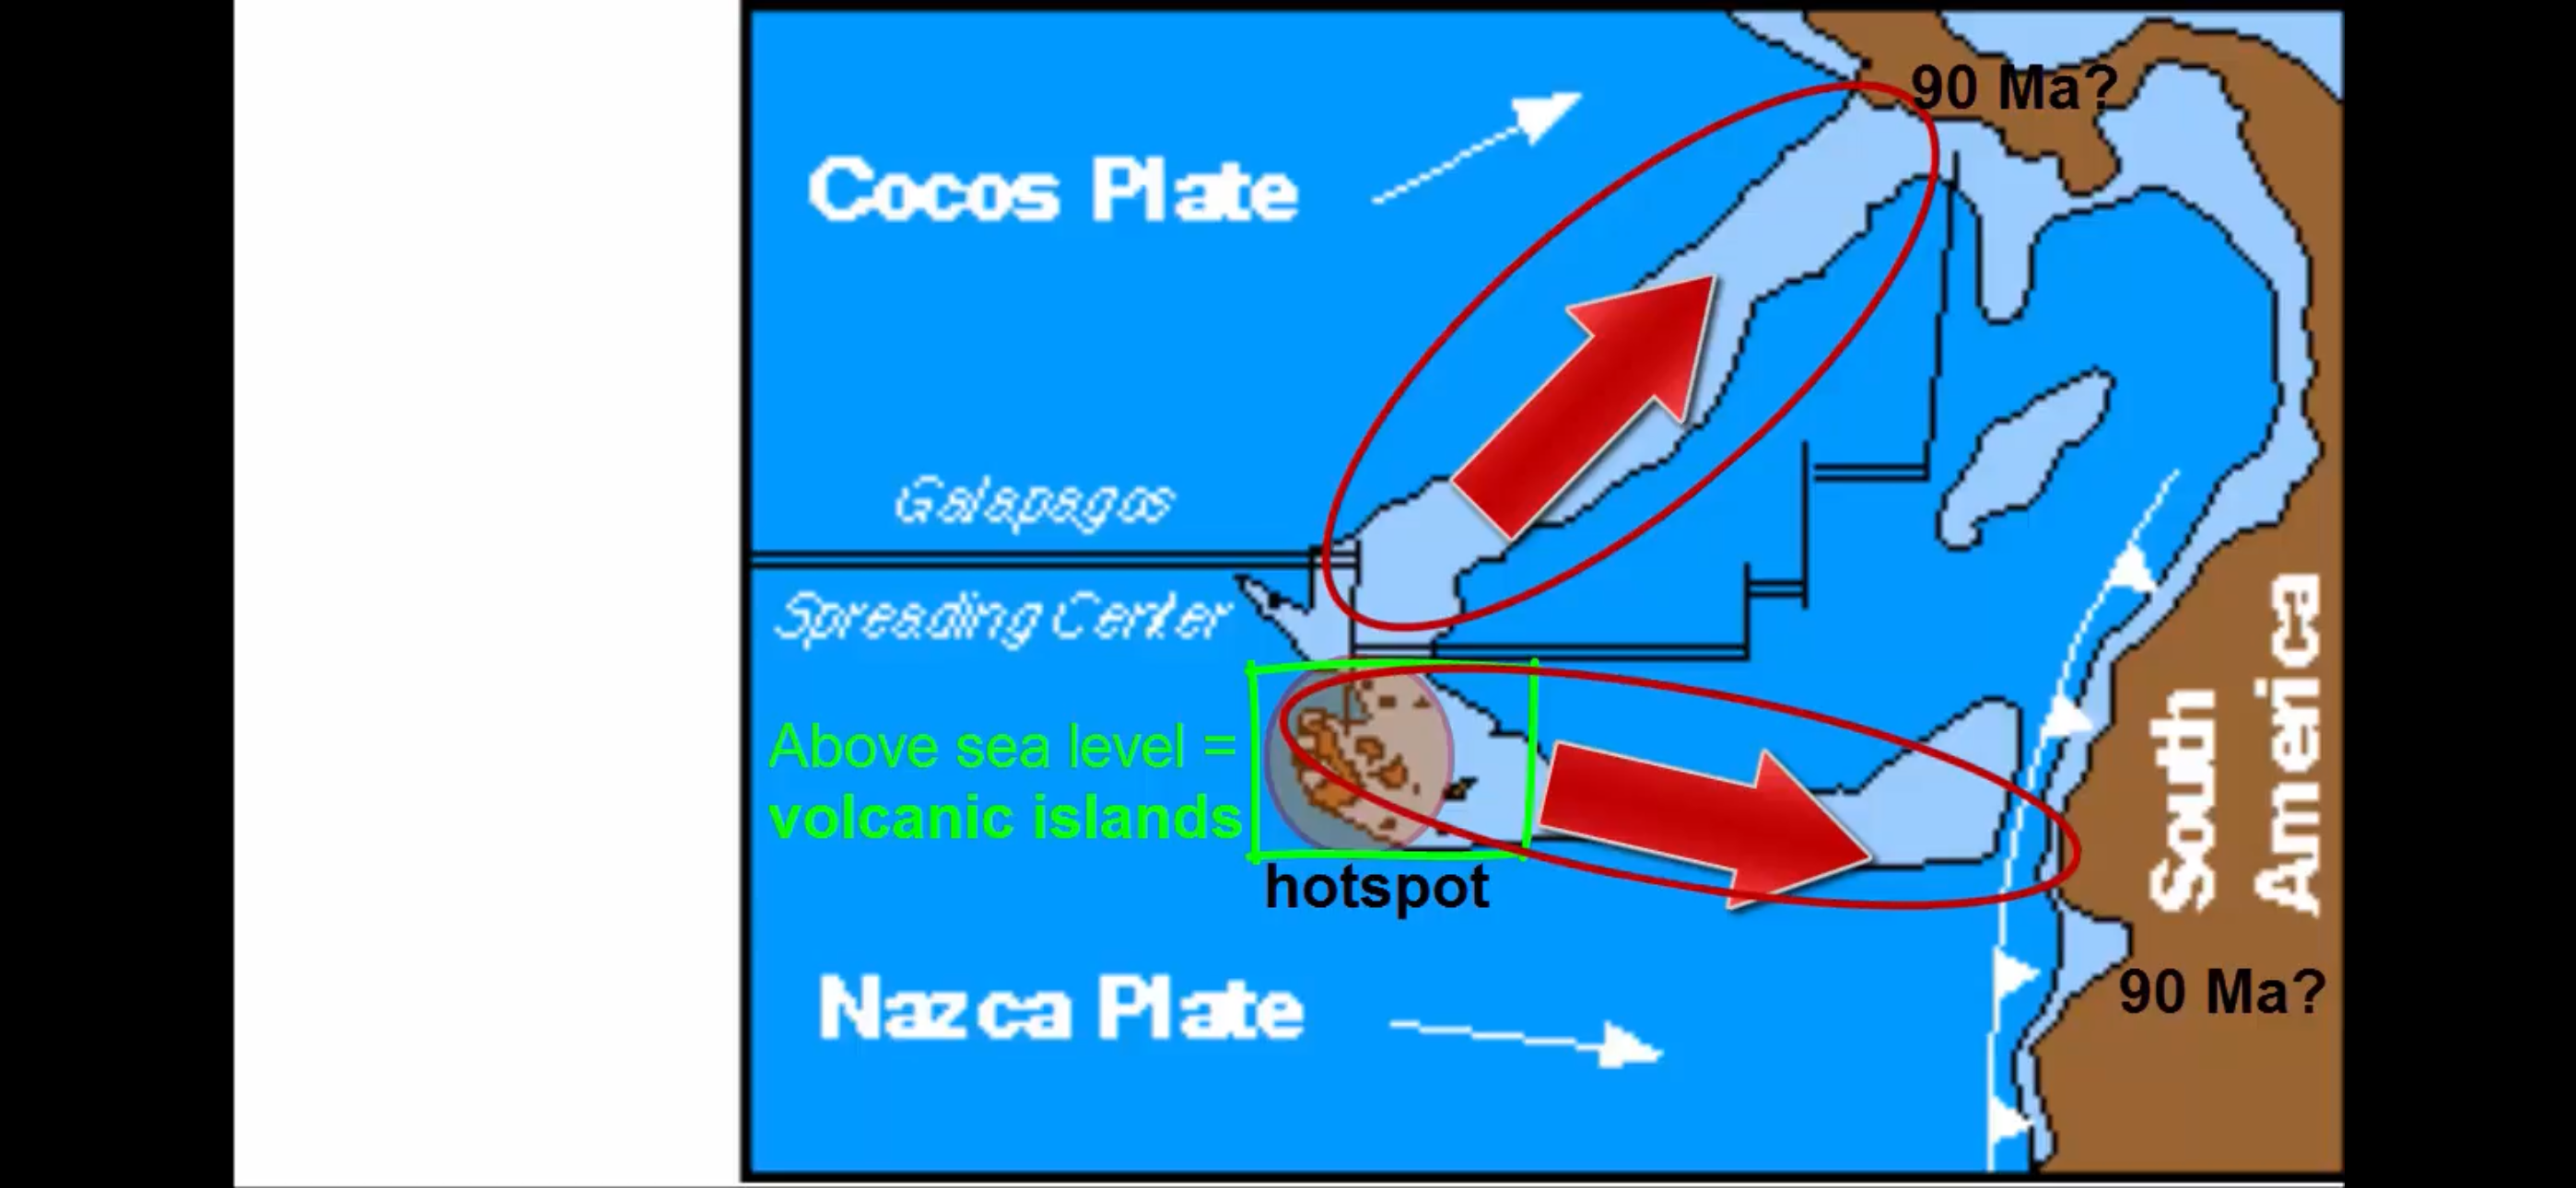 90 Ma?
Cocos Plate
Galapagos
Spreading Center
Above sea level =
volcanic islands
hotspot
South
America
Nazca Plate
90 Ma?